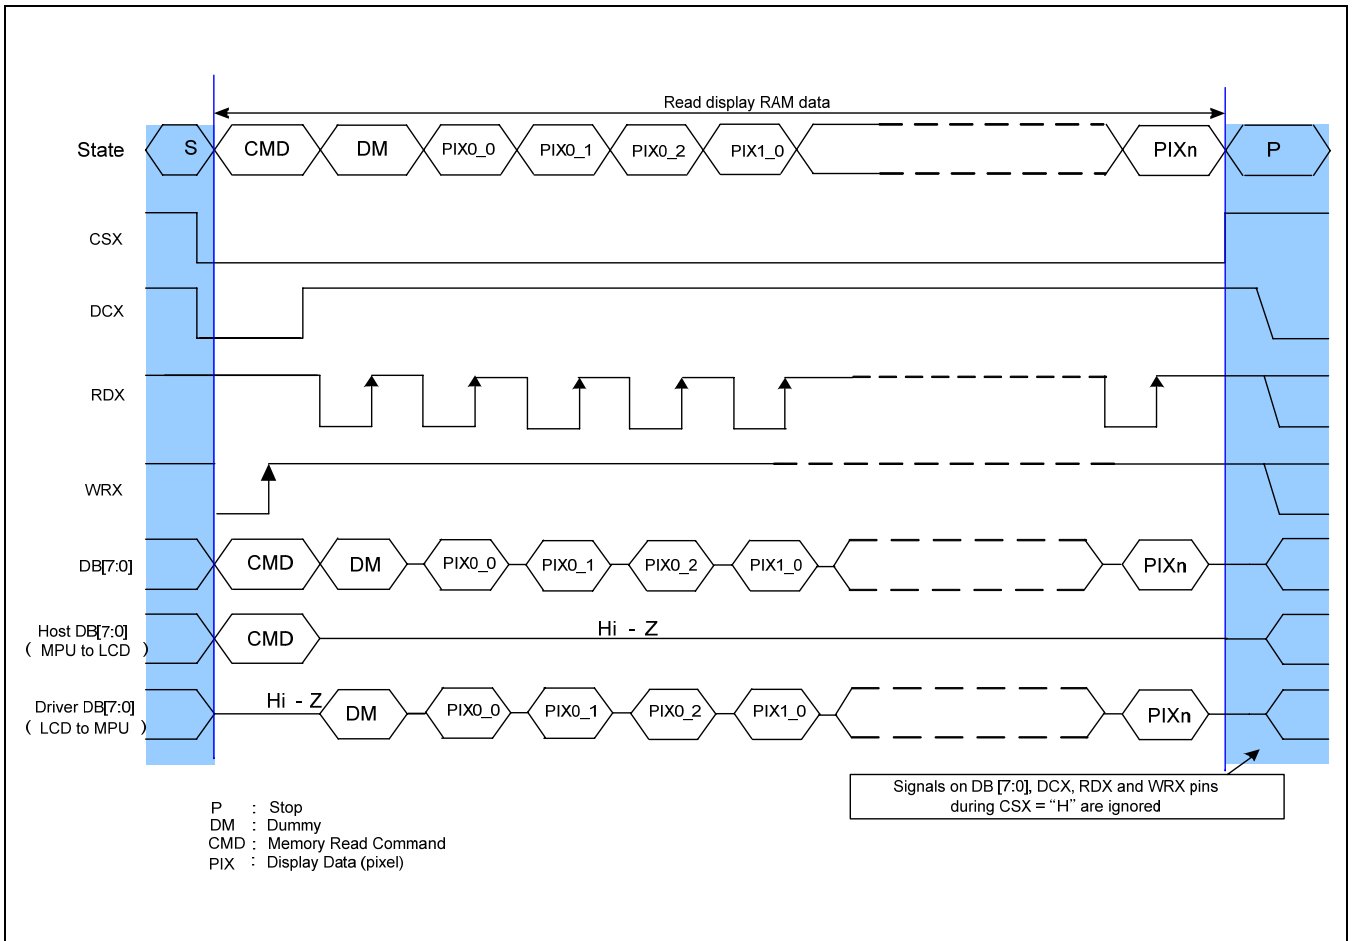 Read display RAM data
State
S
CMD
DM
PIX0_0
PIX0_1
PIX0_2
PIX1_0
PIXn
P
CSX
DCX
RDX
WRX
DB[7:0]
CMD
DM
PIX0_0
PIX0_1
PIX0_2
PIX1_0
PIXn
Host DB[7:0]
( MPU to LCD )
CMD
Hi - Z
Driver DB[7:0]
( LCD to MPU )
Hi - Z
DM
PIX0_0
PIX0_1
PIX0_2
PIX1_0
PIXn
Signals on DB [7:0], DCX, RDX and WRX pins
during CSX = “H” are ignored
P : Stop
DM : Dummy
CMD : Memory Read Command
PIX : Display Data (pixel)